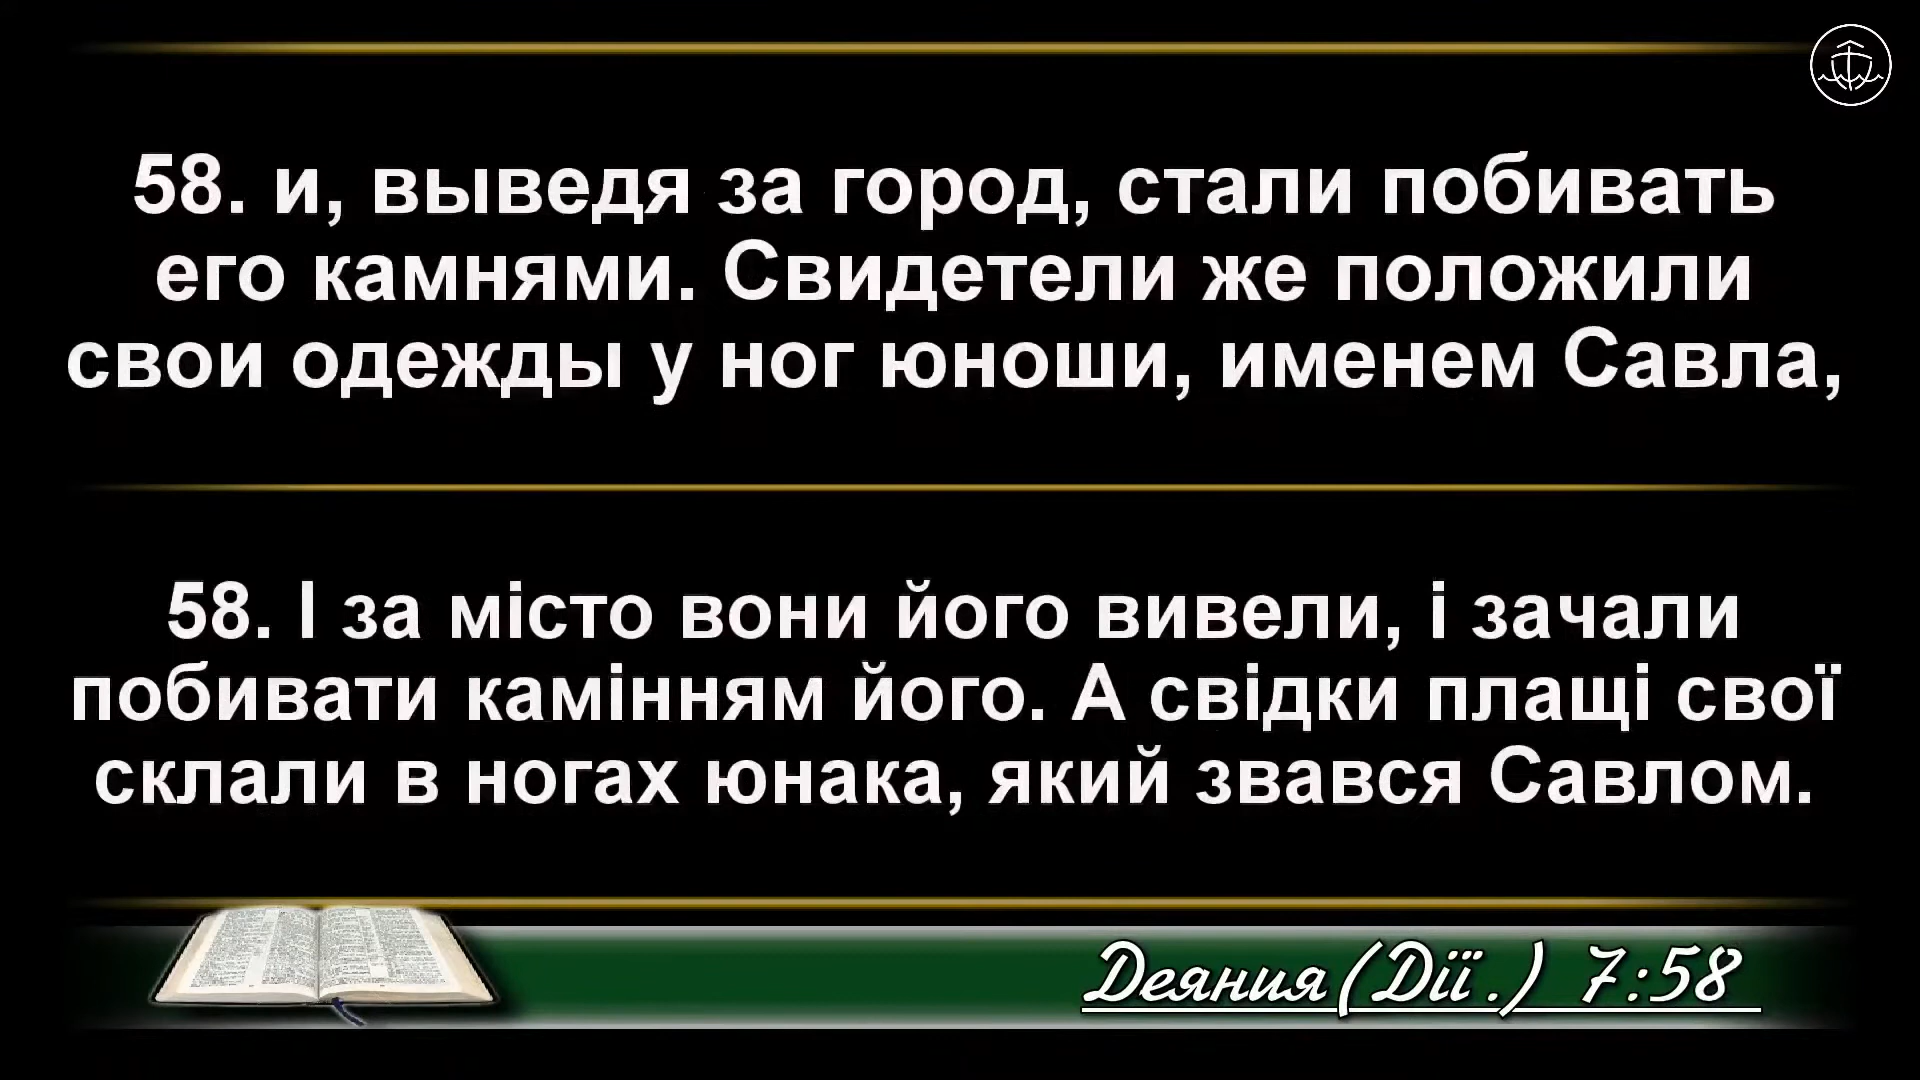 58. и, выведя за город, стали побивать
его камнями. Свидетели же положили
свои одежды у ног юноши, именем Савла,
58. І за місто вони його вивели, і зачали
побивати камінням його. А свідки плащі свої
склали в ногах юнака, який звався Савлом.
Деяния(Дії.) 7:58